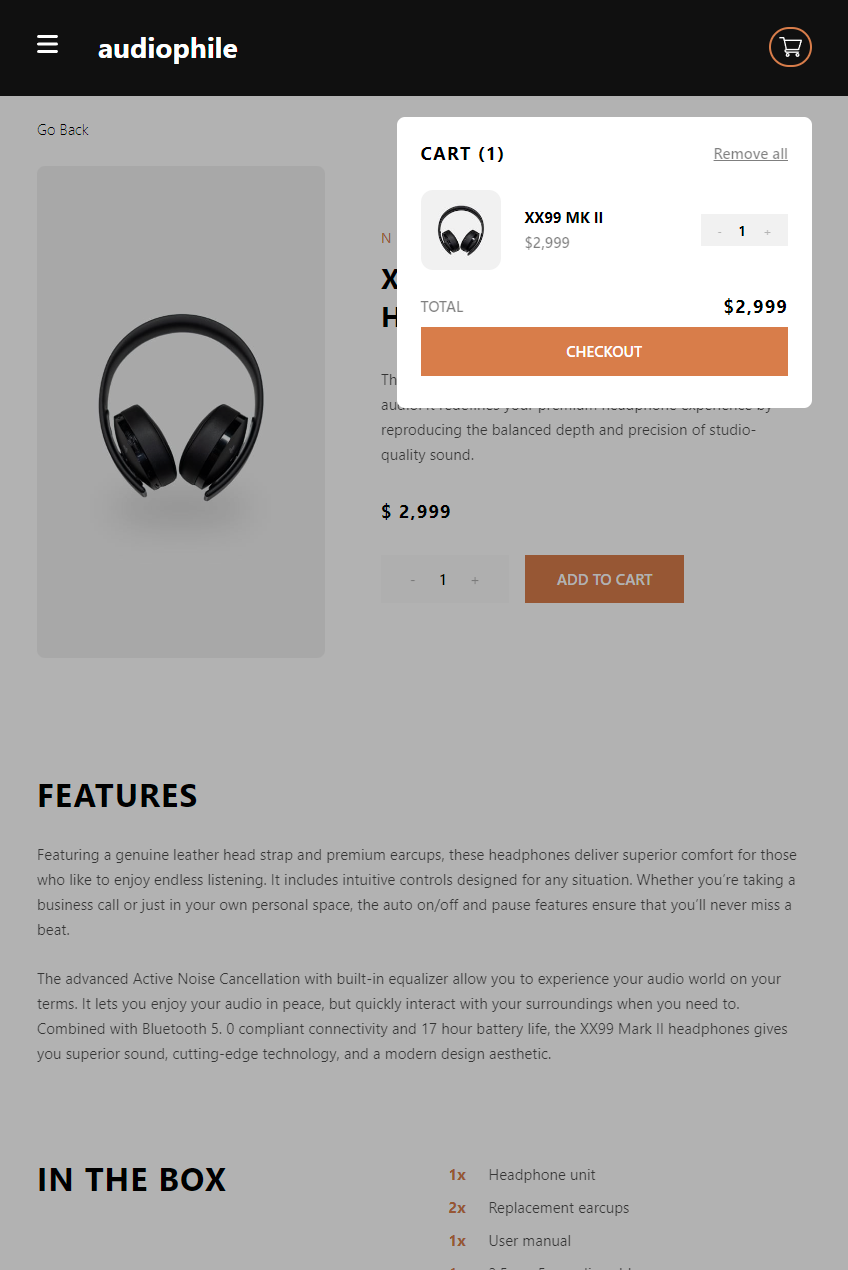 audiophile
Go Back
CART (1)
Remove all
XX99 MK II
$2,999
- 1 +
TOTAL
$2,999
CHECKOUT
N
X
H
Th
reproducing the balanced depth and precision of studio-
quality sound.
$ 2,999
- 1 +
ADD TO CART
FEATURES
Featuring a genuine leather head strap and premium earcups, these headphones deliver superior comfort for those
who like to enjoy endless listening. It includes intuitive controls designed for any situation. Whether you’re taking a
business call or just in your own personal space, the auto on/off and pause features ensure that you’ll never miss a
beat.
The advanced Active Noise Cancellation with built-in equalizer allow you to experience your audio world on your
terms. It lets you enjoy your audio in peace, but quickly interact with your surroundings when you need to.
Combined with Bluetooth 5. 0 compliant connectivity and 17 hour battery life, the XX99 Mark II headphones gives
you superior sound, cutting-edge technology, and a modern design aesthetic.
IN THE BOX
1x Headphone unit
2x Replacement earcups
1x User manual